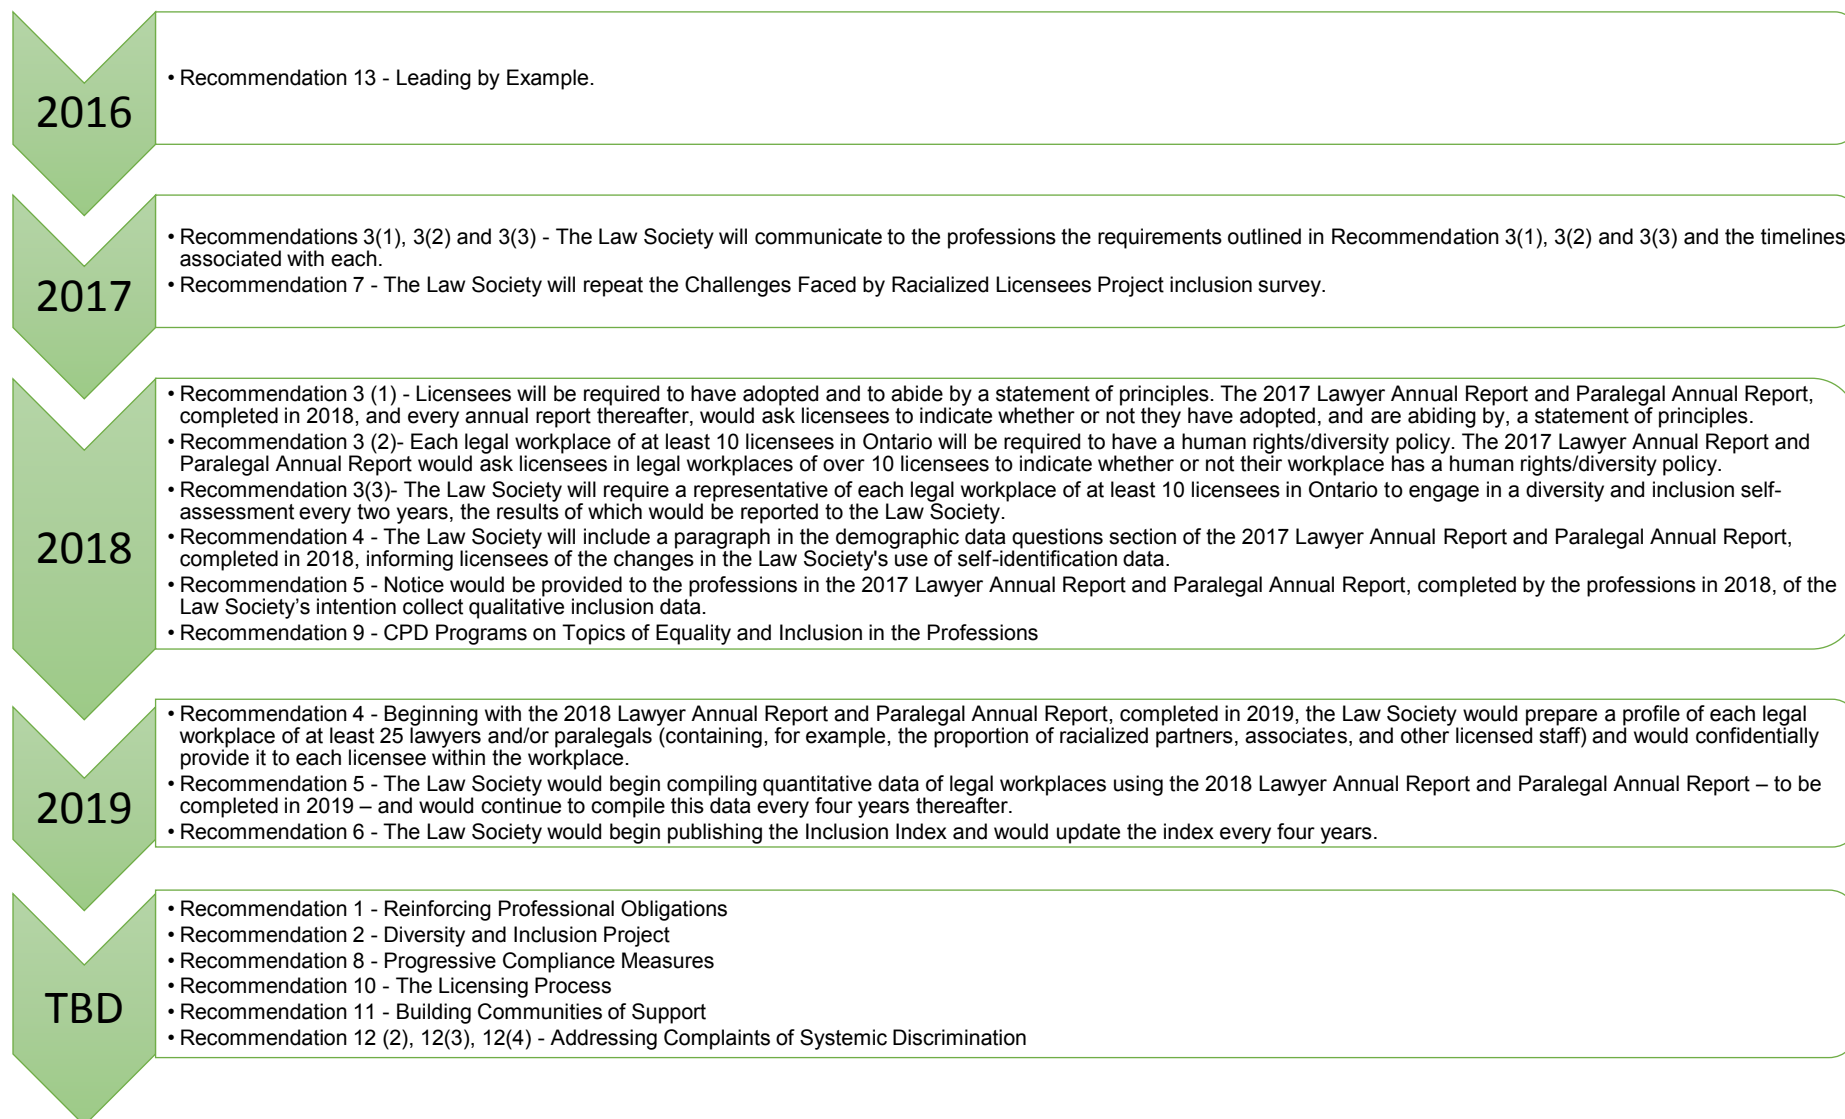 2016
• Recommendation 13 - Leading by Example.
2017
• Recommendations 3(1), 3(2) and 3(3) - The Law Society will communicate to the professions the requirements outlined in Recommendation 3(1), 3(2) and 3(3) and the timelines
associated with each.
• Recommendation 7 - The Law Society will repeat the Challenges Faced by Racialized Licensees Project inclusion survey.
2018
• Recommendation 3 (1) - Licensees will be required to have adopted and to abide by a statement of principles. The 2017 Lawyer Annual Report and Paralegal Annual Report,
completed in 2018, and every annual report thereafter, would ask licensees to indicate whether or not they have adopted, and are abiding by, a statement of principles.
• Recommendation 3 (2)- Each legal workplace of at least 10 licensees in Ontario will be required to have a human rights/diversity policy. The 2017 Lawyer Annual Report and
Paralegal Annual Report would ask licensees in legal workplaces of over 10 licensees to indicate whether or not their workplace has a human rights/diversity policy.
• Recommendation 3(3)- The Law Society will require a representative of each legal workplace of at least 10 licensees in Ontario to engage in a diversity and inclusion self-
assessment every two years, the results of which would be reported to the Law Society.
• Recommendation 4 - The Law Society will include a paragraph in the demographic data questions section of the 2017 Lawyer Annual Report and Paralegal Annual Report,
completed in 2018, informing licensees of the changes in the Law Society's use of self-identification data.
• Recommendation 5 - Notice would be provided to the professions in the 2017 Lawyer Annual Report and Paralegal Annual Report, completed by the professions in 2018, of the
Law Society's intention collect qualitative inclusion data.
• Recommendation 9 - CPD Programs on Topics of Equality and Inclusion in the Professions
2019
• Recommendation 4 - Beginning with the 2018 Lawyer Annual Report and Paralegal Annual Report, completed in 2019, the Law Society would prepare a profile of each legal
workplace of at least 25 lawyers and/or paralegals (containing, for example, the proportion of racialized partners, associates, and other licensed staff) and would confidentially
provide it to each licensee within the workplace.
• Recommendation 5 - The Law Society would begin compiling quantitative data of legal workplaces using the 2018 Lawyer Annual Report and Paralegal Annual Report – to be
completed in 2019 – and would continue to compile this data every four years thereafter.
• Recommendation 6 - The Law Society would begin publishing the Inclusion Index and would update the index every four years.
TBD
• Recommendation 1 - Reinforcing Professional Obligations
• Recommendation 2 - Diversity and Inclusion Project
• Recommendation 8 - Progressive Compliance Measures
• Recommendation 10 - The Licensing Process
• Recommendation 11 - Building Communities of Support
• Recommendation 12 (2), 12(3), 12(4) - Addressing Complaints of Systemic Discrimination